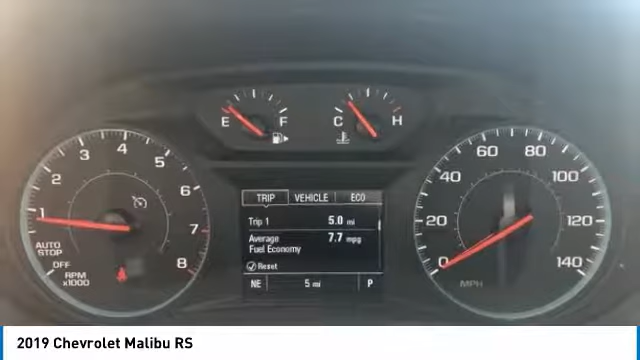 E F
C H
1 2 3 4 5 6 7 8
AUTO
STOP
OFF
RPM
x1000
TRIP VEHICLE ECO
Trip 1 5.0 mi
Average 7.7 mpg
Fuel Economy
Reset
NE 5 mi P
0 20 40 60 80 100 120 140
MPH
2019 Chevrolet Malibu RS